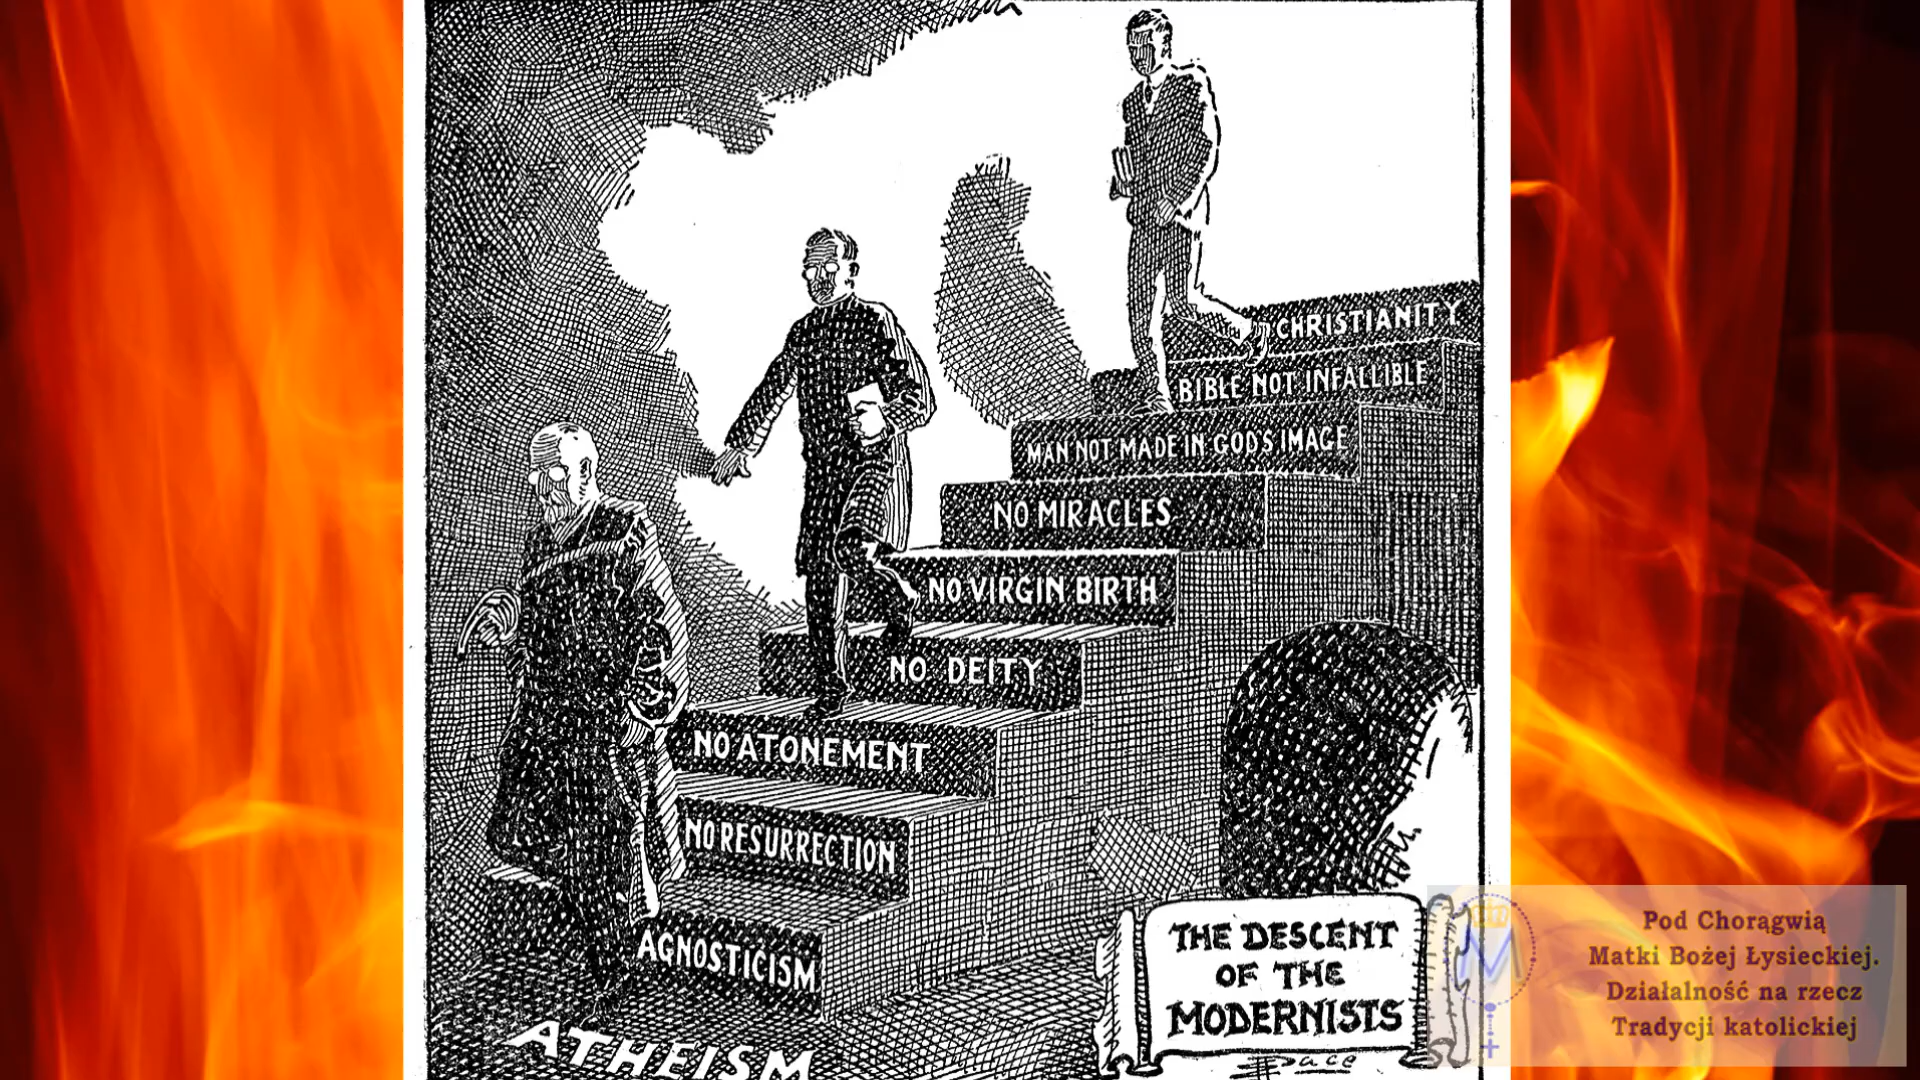 CHRISTIANITY
BIBLE NOT INFALLIBLE
MAN NOT MADE IN GOD'S IMAGE
NO MIRACLES
NO VIRGIN BIRTH
NO DEITY
NO ATONEMENT
NO RESURRECTION
AGNOSTICISM
ATHEISM
THE DESCENT
OF THE
MODERNISTS
Pace
Pod Chorągwią
Matki Bożej Łysieckiej.
Działalność na rzecz
Tradycji katolickiej